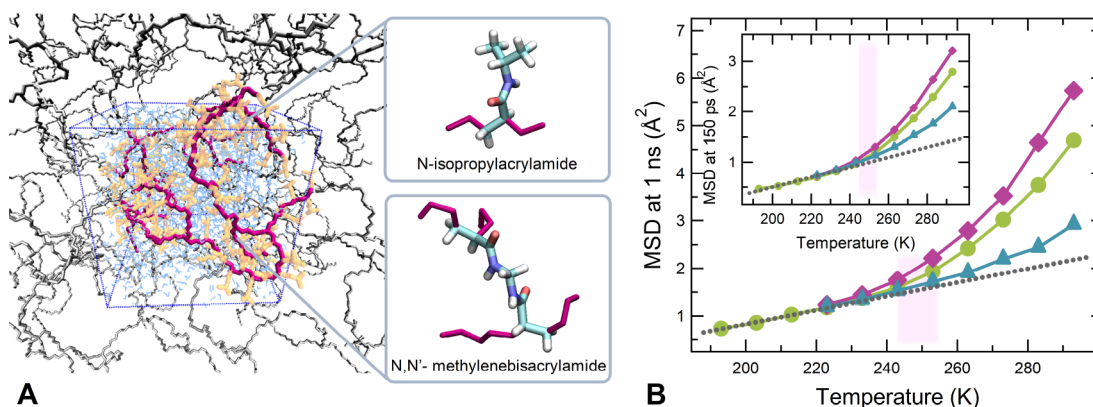 N-isopropylacrylamide
N,N'- methylenebisacrylamide
A
MSD at 1 ns (Å²)
7
6
5
4
3
2
1
200
220
240
260
280
Temperature (K)
MSD at 150 ps (Å²)
3
2
1
200
220
240
260
280
Temperature (K)
B